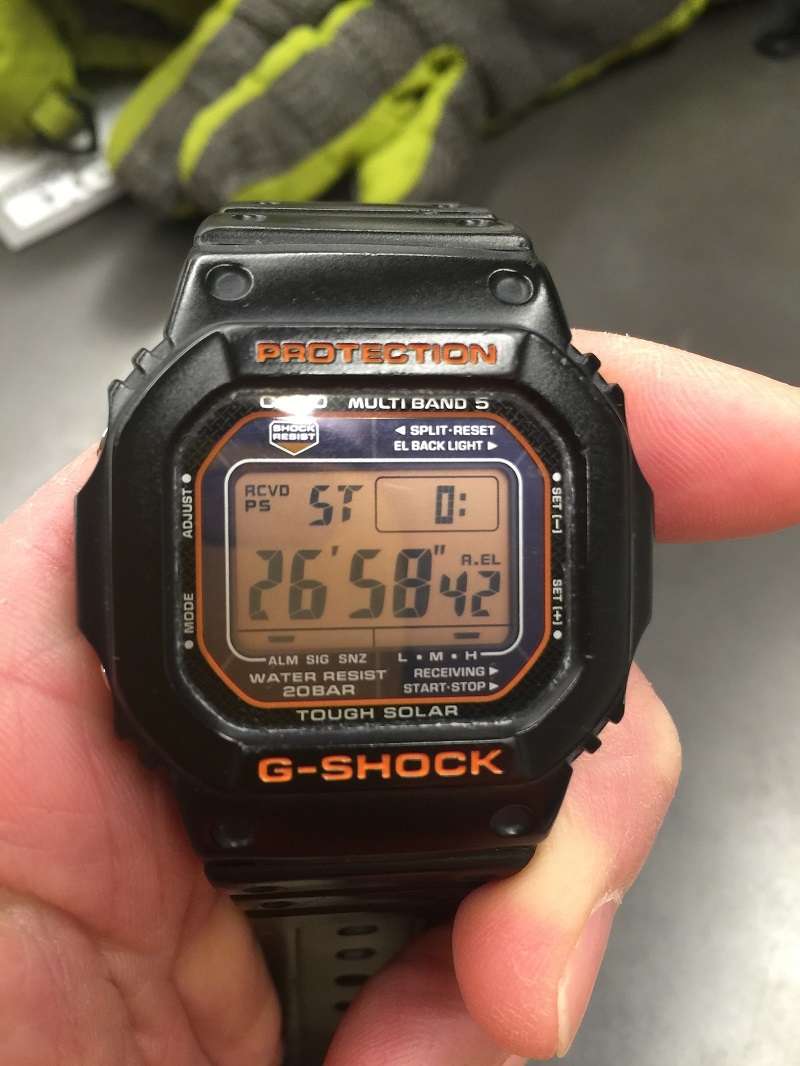 PROTECTION
CASIO MULTI BAND 5
SHOCK
RESIST
◄ SPLIT·RESET
EL BACK LIGHT ►
ADJUST
MODE
SET (−)
SET (+)
RCVD
PS
ST
0:
26'58"42
A.EL
ALM SIG SNZ
L • M • H
WATER RESIST
20BAR
RECEIVING ►
START·STOP ►
TOUGH SOLAR
G-SHOCK